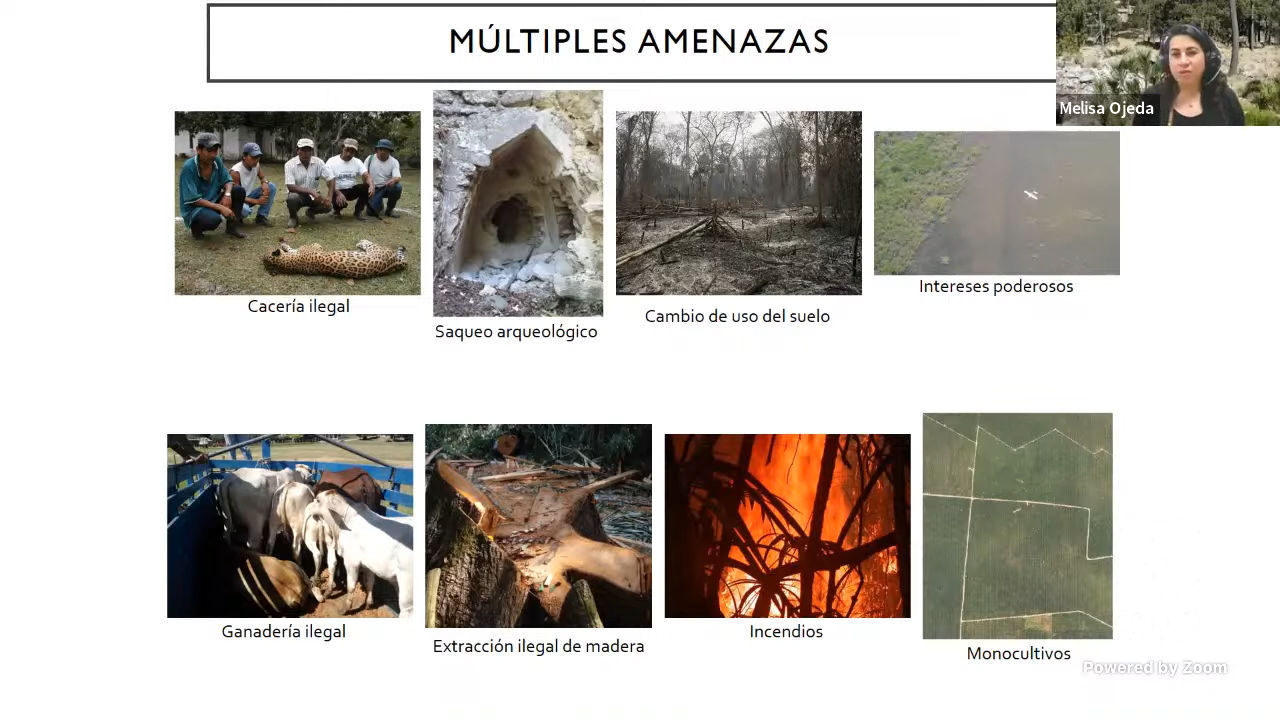 MÚLTIPLES AMENAZAS
Melisa Ojeda
Cacería ilegal
Saqueo arqueológico
Cambio de uso del suelo
Intereses poderosos
Ganadería ilegal
Extracción ilegal de madera
Incendios
Monocultivos
Powered by Zoom